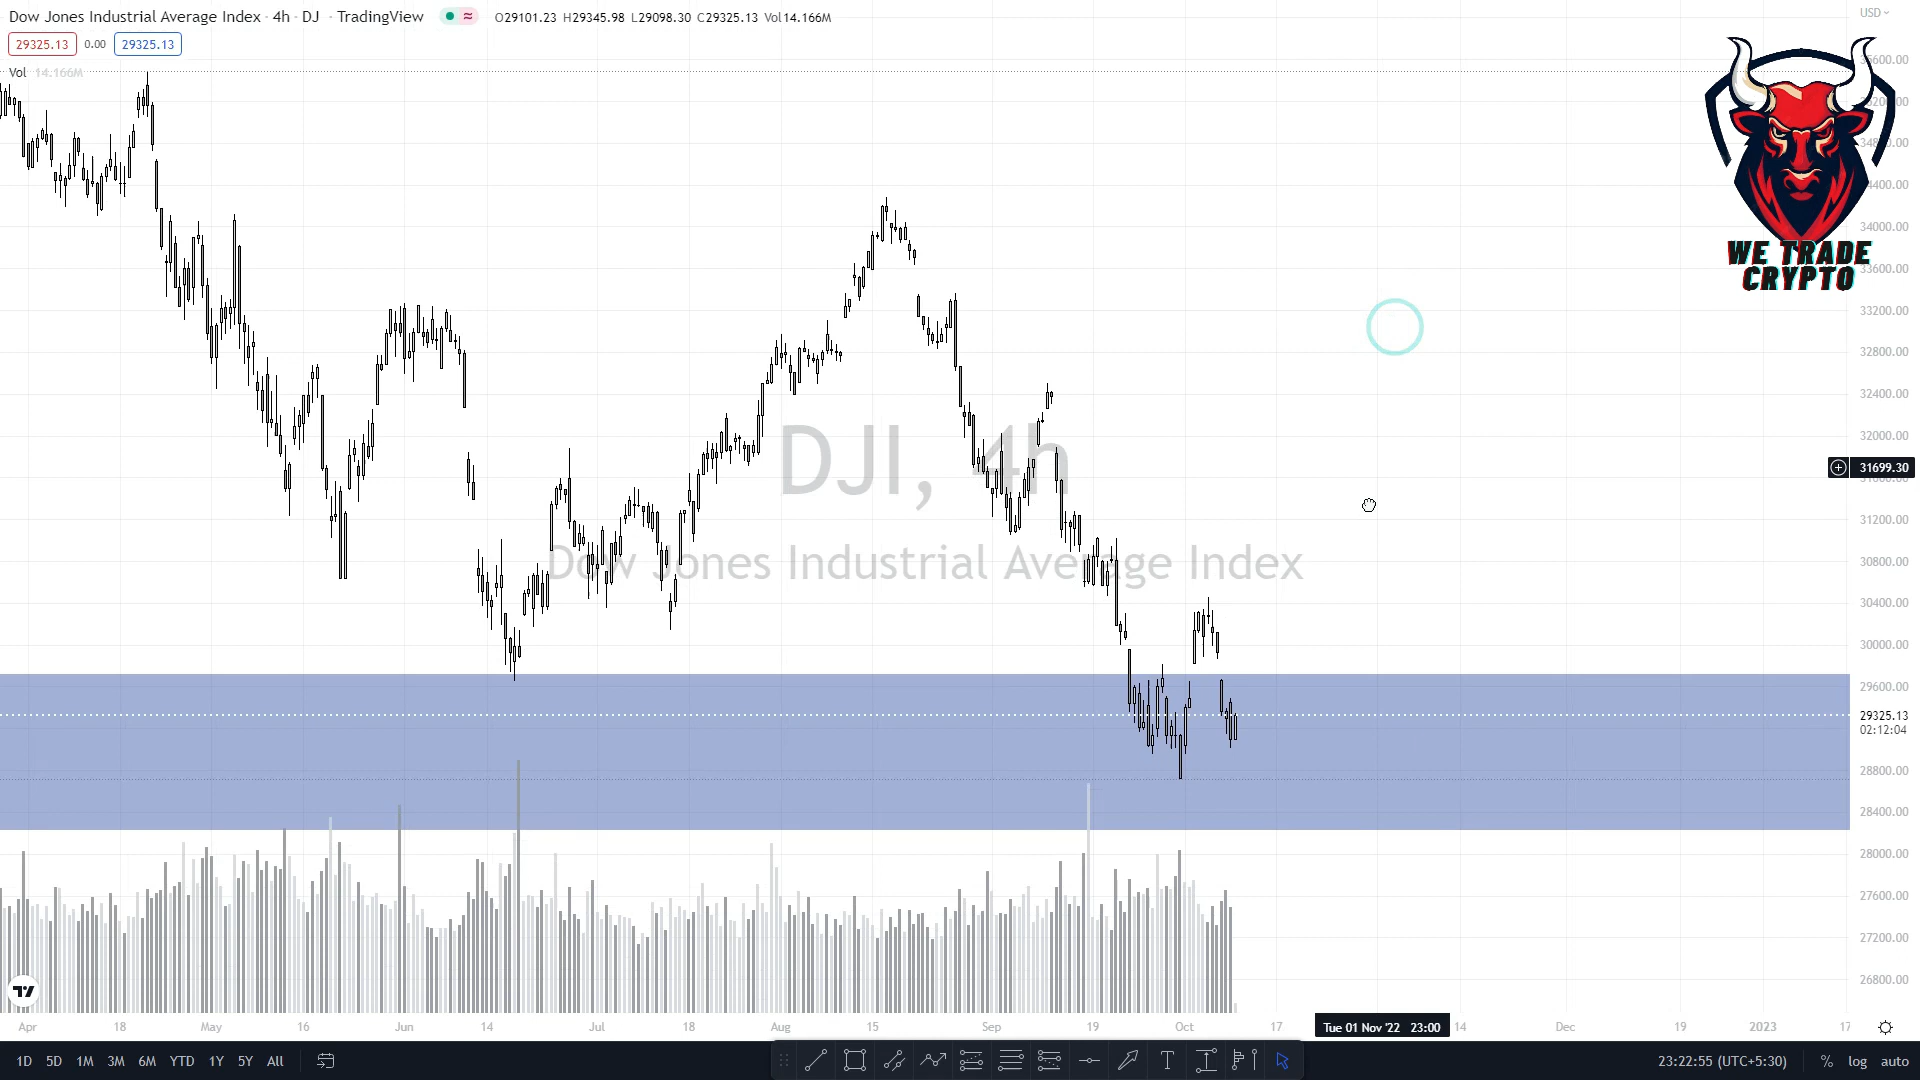 Dow Jones Industrial Average Index · 4h · DJ · TradingView O29101.23 H29345.98 L29098.30 C29325.13 Vol14.166M
29325.13 0.00 29325.13
Vol 14.166M
USD
34400.00
34000.00
WE TRADE
CRYPTO
33600.00
33200.00
32800.00
32400.00
32000.00
DJI, 4h
31699.30
31200.00
Dow Jones Industrial Average Index
30800.00
30400.00
30000.00
29600.00
29325.13
02:12:04
28800.00
28400.00
28000.00
27600.00
27200.00
26800.00
Apr 18 May 16 Jun 14 Jul 18 Aug 15 Sep 19 Oct 17 Tue 01 Nov '22 23:00 14 Dec 19 2023 17
1D 5D 1M 3M 6M YTD 1Y 5Y All T 23:22:55 (UTC+5:30) % log auto